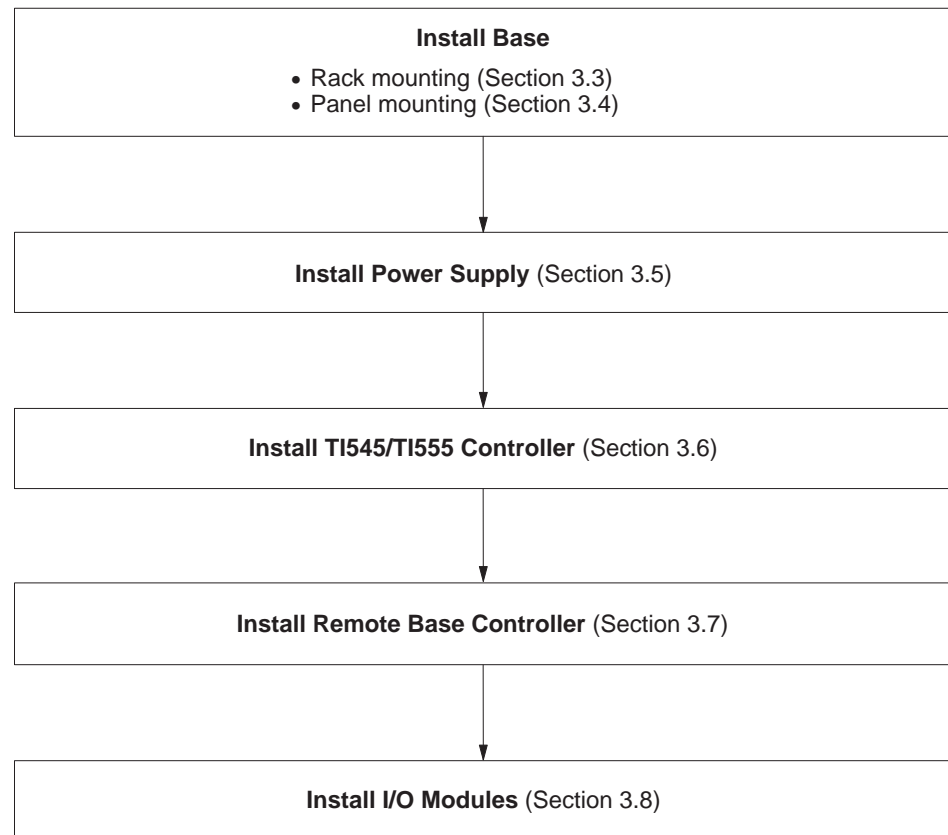 Install Base
• Rack mounting (Section 3.3)
• Panel mounting (Section 3.4)
Install Power Supply (Section 3.5)
Install TI545/TI555 Controller (Section 3.6)
Install Remote Base Controller (Section 3.7)
Install I/O Modules (Section 3.8)